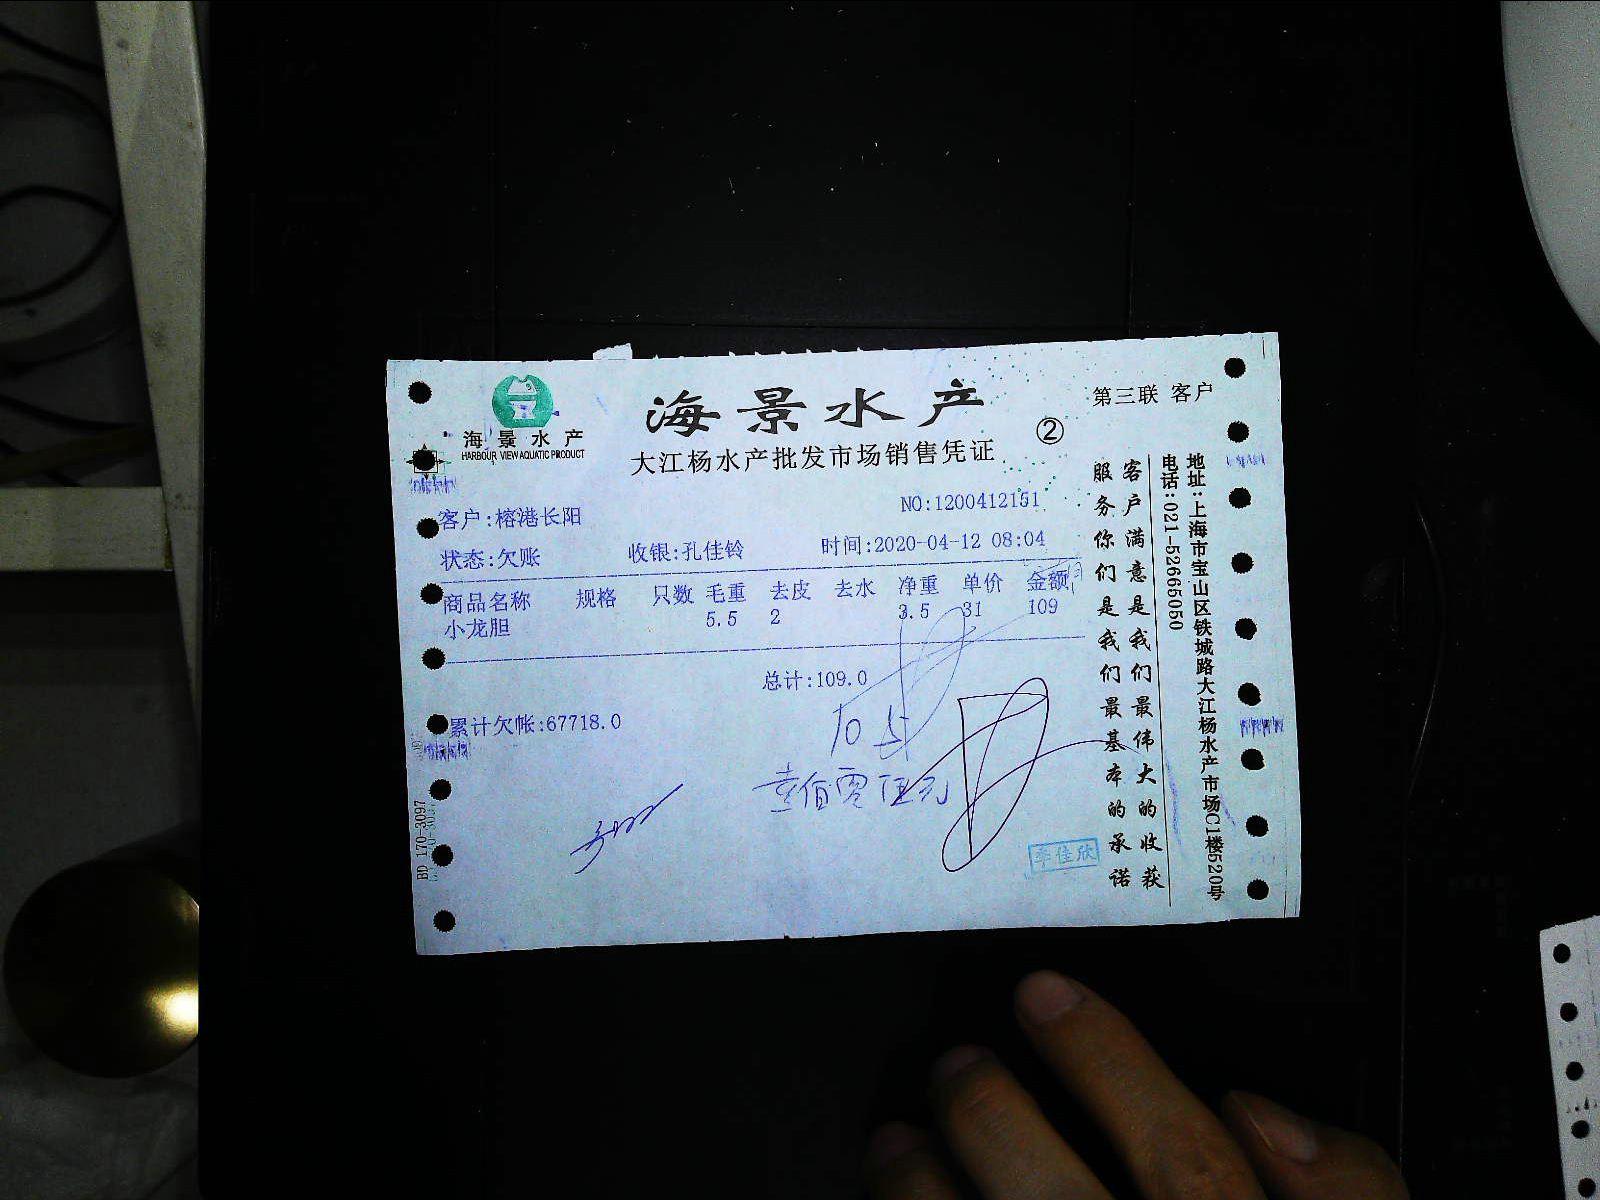 海景水产
HARBOUR VIEW AQUATIC PRODUCT
海景水产
大江杨水产批发市场销售凭证
②
第三联 客户
客户:榕港长阳
NO:1200412151
状态:欠账 收银:孔佳铃 时间:2020-04-12 08:04
商品名称 规格 只数 毛重 去皮 去水 净重 单价 金额
小龙胆 5.5 2 3.5 31 109
总计:109.0
累计欠帐:67718.0
壹佰零伍元
李佳欣
客户满意是我们最伟大的收获
服务你们是我们最基本的承诺
地址:上海市宝山区铁城路大江杨水产市场C1楼520号
电话:021-52665050
BD 170-3097